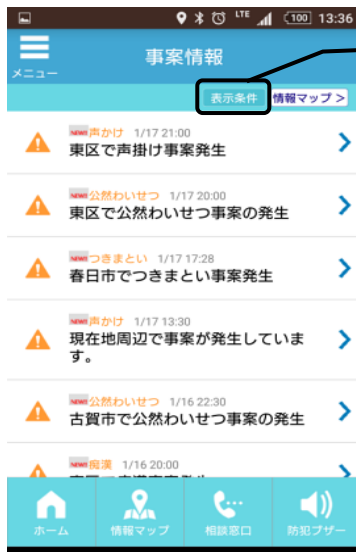 LTE 100 13:36
メニュー
事案情報
表示条件 情報マップ >
NEW!! 声かけ 1/17 21:00
東区で声掛け事案発生
NEW!! 公然わいせつ 1/17 20:00
東区で公然わいせつ事案の発生
NEW!! つきまとい 1/17 17:28
春日市でつきまとい事案発生
NEW!! 声かけ 1/17 13:30
現在地周辺で事案が発生していま
す。
NEW!! 公然わいせつ 1/16 22:30
古賀市で公然わいせつ事案の発生
NEW!! 痴漢 1/16 20:00
ホーム 情報マップ 相談窓口 防犯ブザー